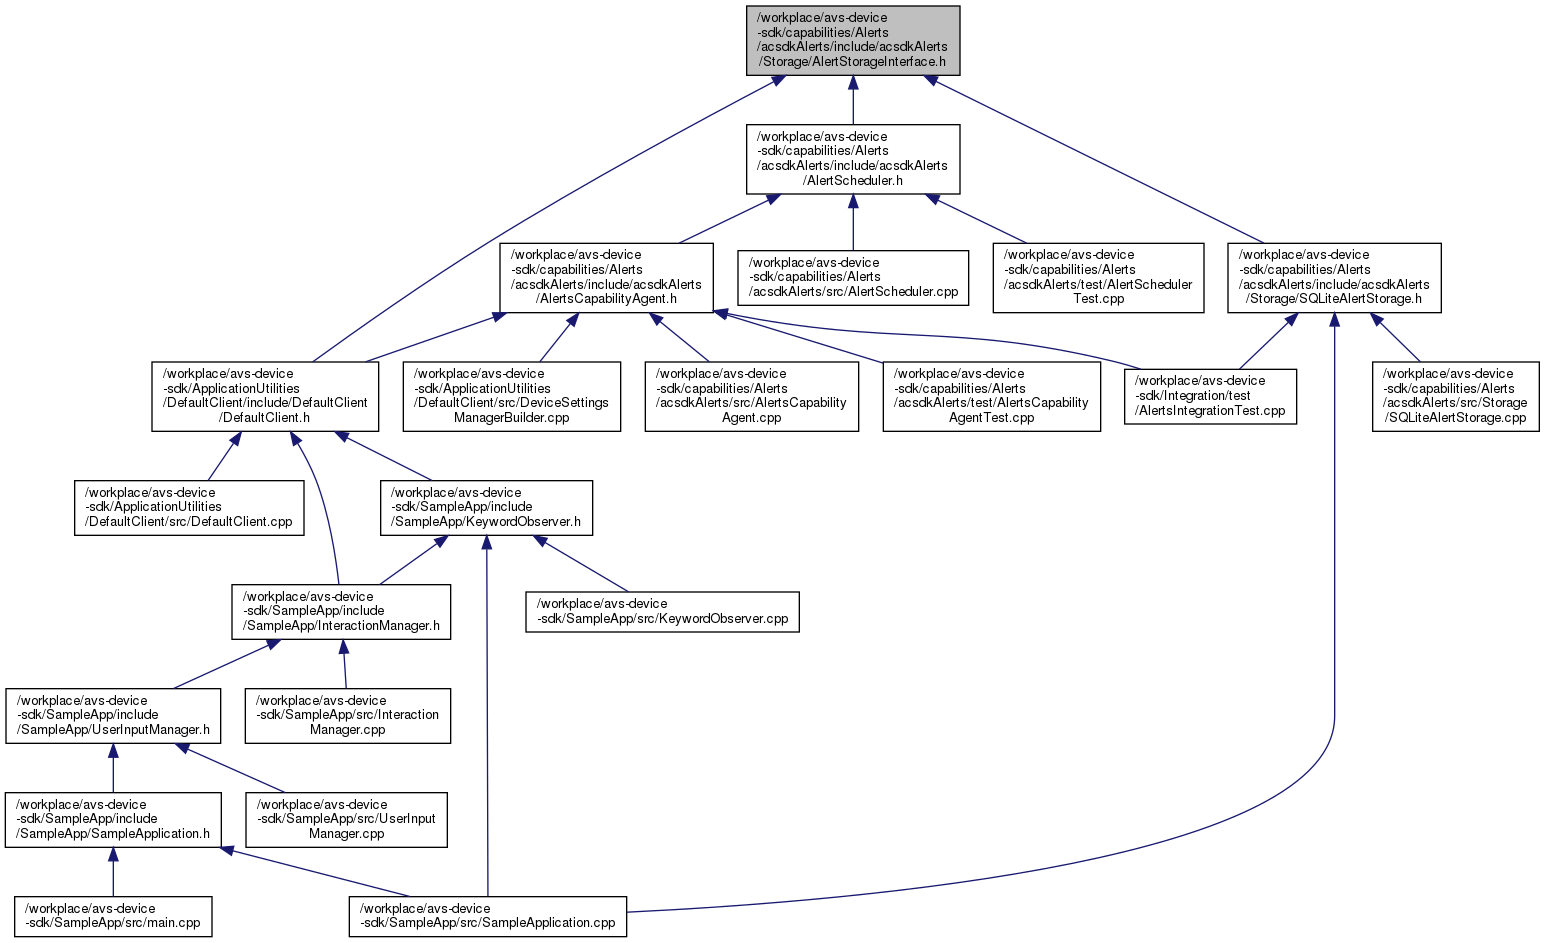 /workplace/avs-device
-sdk/capabilities/Alerts
/acsdkAlerts/include/acsdkAlerts
/Storage/AlertStorageInterface.h
/workplace/avs-device
-sdk/capabilities/Alerts
/acsdkAlerts/include/acsdkAlerts
/AlertScheduler.h
/workplace/avs-device
-sdk/capabilities/Alerts
/acsdkAlerts/include/acsdkAlerts
/AlertsCapabilityAgent.h
/workplace/avs-device
-sdk/capabilities/Alerts
/acsdkAlerts/src/AlertScheduler.cpp
/workplace/avs-device
-sdk/capabilities/Alerts
/acsdkAlerts/test/AlertScheduler
Test.cpp
/workplace/avs-device
-sdk/capabilities/Alerts
/acsdkAlerts/include/acsdkAlerts
/Storage/SQLiteAlertStorage.h
/workplace/avs-device
-sdk/ApplicationUtilities
/DefaultClient/include/DefaultClient
/DefaultClient.h
/workplace/avs-device
-sdk/ApplicationUtilities
/DefaultClient/src/DeviceSettings
ManagerBuilder.cpp
/workplace/avs-device
-sdk/capabilities/Alerts
/acsdkAlerts/src/AlertsCapability
Agent.cpp
/workplace/avs-device
-sdk/capabilities/Alerts
/acsdkAlerts/test/AlertsCapability
AgentTest.cpp
/workplace/avs-device
-sdk/Integration/test
/AlertsIntegrationTest.cpp
/workplace/avs-device
-sdk/capabilities/Alerts
/acsdkAlerts/src/Storage
/SQLiteAlertStorage.cpp
/workplace/avs-device
-sdk/ApplicationUtilities
/DefaultClient/src/DefaultClient.cpp
/workplace/avs-device
-sdk/SampleApp/include
/SampleApp/KeywordObserver.h
/workplace/avs-device
-sdk/SampleApp/include
/SampleApp/InteractionManager.h
/workplace/avs-device
-sdk/SampleApp/src/KeywordObserver.cpp
/workplace/avs-device
-sdk/SampleApp/include
/SampleApp/UserInputManager.h
/workplace/avs-device
-sdk/SampleApp/src/Interaction
Manager.cpp
/workplace/avs-device
-sdk/SampleApp/include
/SampleApp/SampleApplication.h
/workplace/avs-device
-sdk/SampleApp/src/UserInput
Manager.cpp
/workplace/avs-device
-sdk/SampleApp/src/main.cpp
/workplace/avs-device
-sdk/SampleApp/src/SampleApplication.cpp